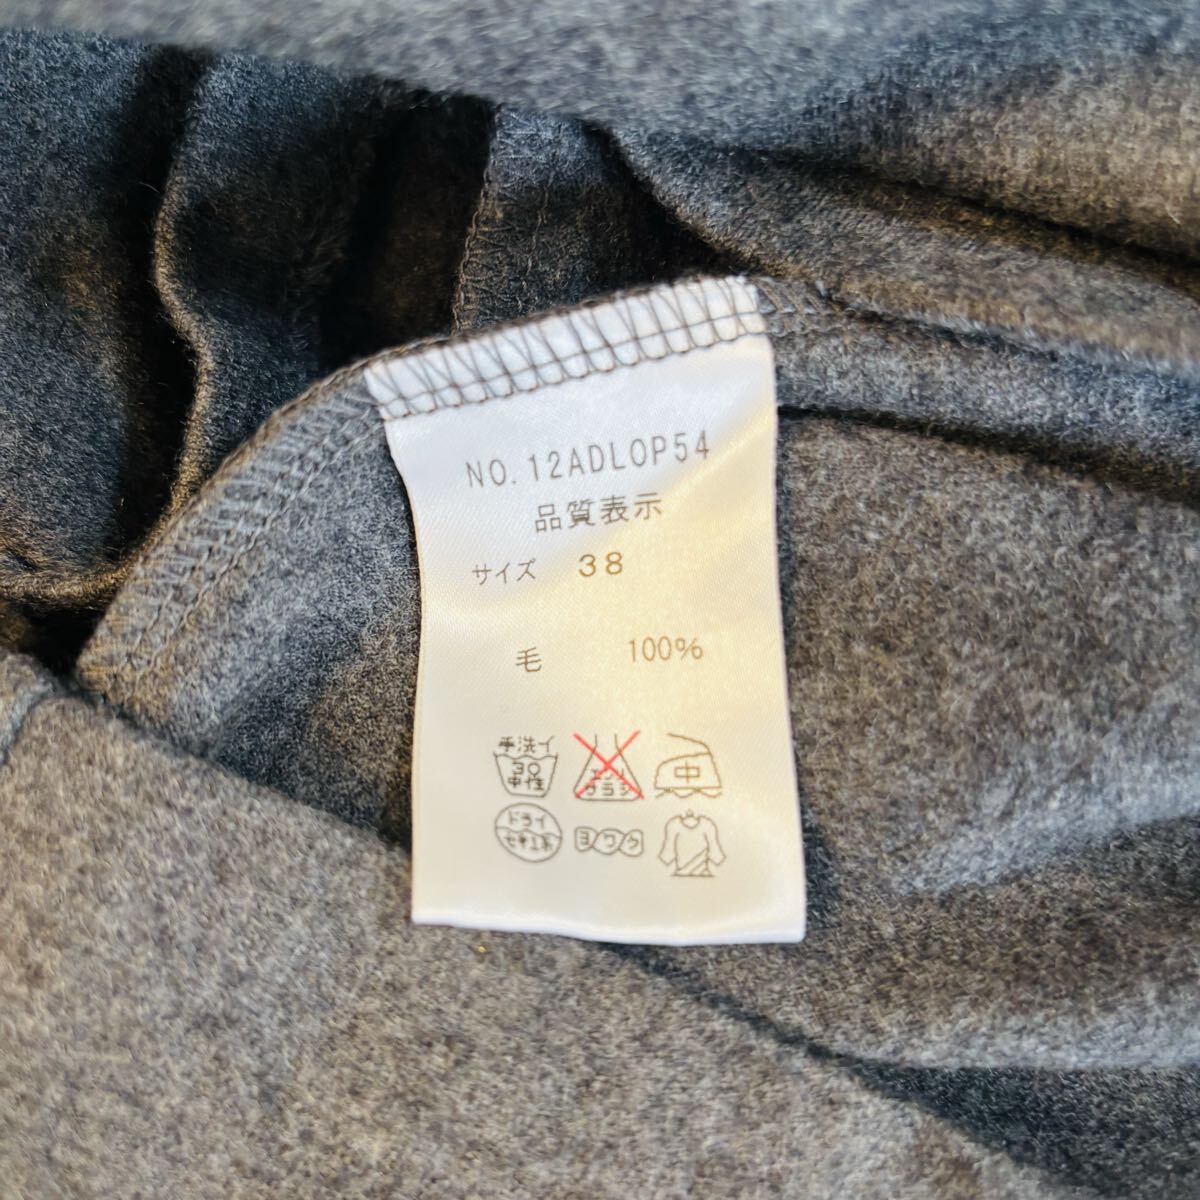 NO.12ADLOP54
品質表示
サイズ 38
毛 100%
手洗イ
30
中性
エンソ
サラシ
中
ドライ
セキユ系
ヨワク